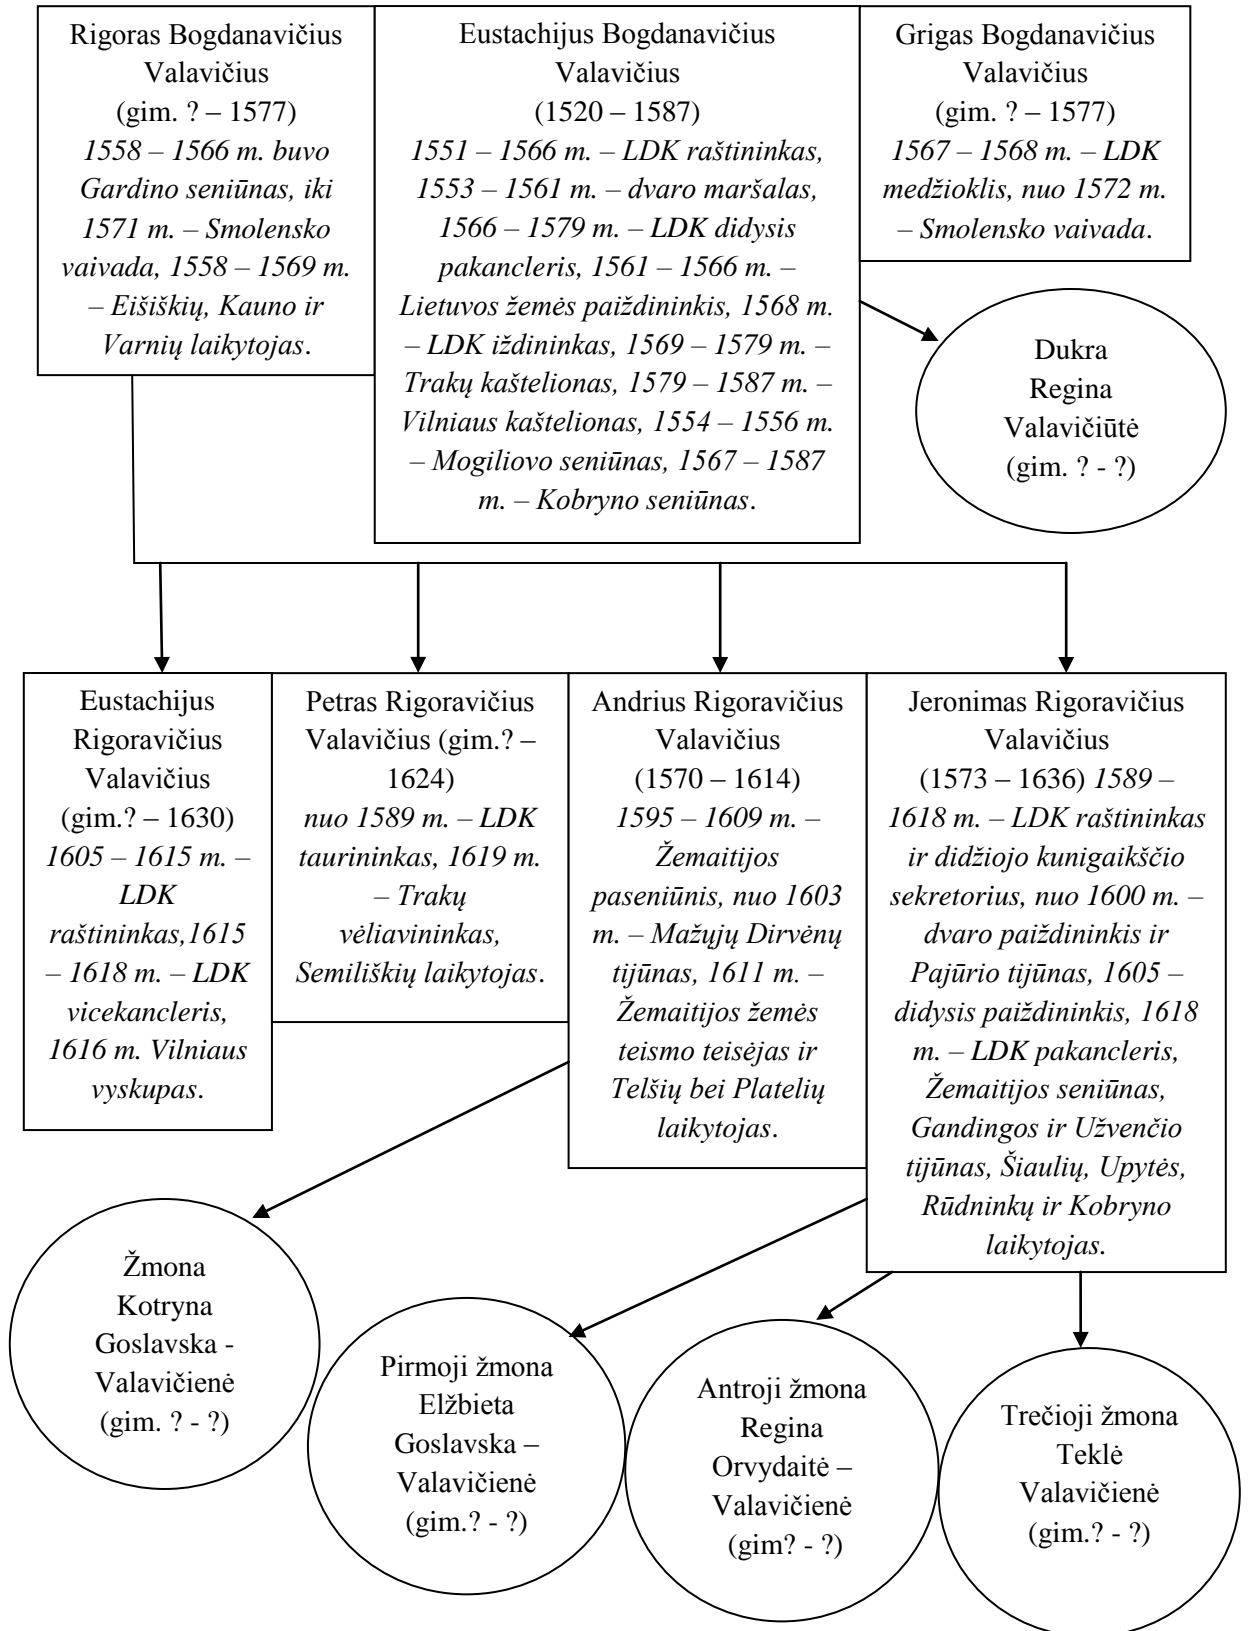 Rigoras Bogdanavičius
Valavičius
(gim. ? – 1577)
1558 – 1566 m. buvo
Gardino seniūnas, iki
1571 m. – Smolensko
vaivada, 1558 – 1569 m.
– Eišiškių, Kauno ir
Varnių laikytojas.
Eustachijus Bogdanavičius
Valavičius
(1520 – 1587)
1551 – 1566 m. – LDK raštininkas,
1553 – 1561 m. – dvaro maršalas,
1566 – 1579 m. – LDK didysis
pakancleris, 1561 – 1566 m. –
Lietuvos žemės paiždininkis, 1568 m.
– LDK iždininkas, 1569 – 1579 m. –
Trakų kaštelionas, 1579 – 1587 m. –
Vilniaus kaštelionas, 1554 – 1556 m.
– Mogiliovo seniūnas, 1567 – 1587
m. – Kobryno seniūnas.
Grigas Bogdanavičius
Valavičius
(gim. ? – 1577)
1567 – 1568 m. – LDK
medžioklis, nuo 1572 m.
– Smolensko vaivada.
Dukra
Regina
Valavičiūtė
(gim. ? - ?)
Eustachijus
Rigoravičius
Valavičius
(gim.? – 1630)
1605 – 1615 m. –
LDK
raštininkas,1615
– 1618 m. – LDK
vicekancleris,
1616 m. Vilniaus
vyskupas.
Petras Rigoravičius
Valavičius (gim.? –
1624)
nuo 1589 m. – LDK
taurininkas, 1619 m.
– Trakų
vėliavininkas,
Semiliškių laikytojas.
Andrius Rigoravičius
Valavičius
(1570 – 1614)
1595 – 1609 m. –
Žemaitijos
paseniūnis, nuo 1603
m. – Mažųjų Dirvėnų
tijūnas, 1611 m. –
Žemaitijos žemės
teismo teisėjas ir
Telšių bei Platelių
laikytojas.
Jeronimas Rigoravičius
Valavičius
(1573 – 1636) 1589 –
1618 m. – LDK raštininkas
ir didžiojo kunigaikščio
sekretorius, nuo 1600 m. –
dvaro paiždininkis ir
Pajūrio tijūnas, 1605 –
didysis paiždininkis, 1618
m. – LDK pakancleris,
Žemaitijos seniūnas,
Gandingos ir Užvenčio
tijūnas, Šiaulių, Upytės,
Rūdninkų ir Kobryno
laikytojas.
Žmona
Kotryna
Goslavska -
Valavičienė
(gim. ? - ?)
Pirmoji žmona
Elžbieta
Goslavska –
Valavičienė
(gim.? - ?)
Antroji žmona
Regina
Orvydaitė –
Valavičienė
(gim? - ?)
Trečioji žmona
Teklė
Valavičienė
(gim.? - ?)